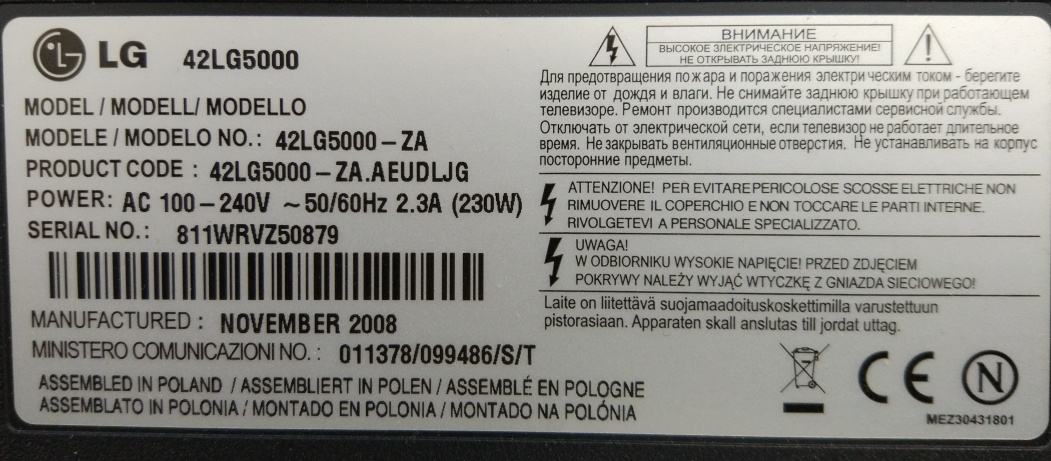 LG 42LG5000
MODEL / MODELL/ MODELLO
MODELE / MODELO NO.: 42LG5000-ZA
PRODUCT CODE : 42LG5000-ZA.AEUDLJG
POWER: AC 100-240V ~50/60Hz 2.3A (230W)
SERIAL NO.: 811WRVZ50879
MANUFACTURED : NOVEMBER 2008
MINISTERO COMUNICAZIONI NO. : 011378/099486/S/T
ASSEMBLED IN POLAND / ASSEMBLIERT IN POLEN / ASSEMBLÉ EN POLOGNE
ASSEMBLATO IN POLONIA / MONTADO EN POLONIA / MONTADO NA POLÓNIA
ВНИМАНИЕ
ВЫСОКОЕ ЭЛЕКТРИЧЕСКОЕ НАПРЯЖЕНИЕ!
НЕ ОТКРЫВАТЬ ЗАДНЮЮ КРЫШКУ!
Для предотвращения пожара и поражения электрическим током - берегите
изделие от дождя и влаги. Не снимайте заднюю крышку при работающем
телевизоре. Ремонт производится специалистами сервисной службы.
Отключать от электрической сети, если телевизор не работает длительное
время. Не закрывать вентиляционные отверстия. Не устанавливать на корпус
посторонние предметы.
ATTENZIONE! PER EVITARE PERICOLOSE SCOSSE ELETTRICHE NON
RIMUOVERE IL COPERCHIO E NON TOCCARE LE PARTI INTERNE.
RIVOLGETEVI A PERSONALE SPECIALIZZATO.
UWAGA!
W ODBIORNIKU WYSOKIE NAPIĘCIE! PRZED ZDJĘCIEM
POKRYWY NALEŻY WYJĄĆ WTYCZKĘ Z GNIAZDA SIECIOWEGO!
Laite on liitettävä suojamaadoituskoskettimilla varustettuun
pistorasiaan. Apparaten skall anslutas till jordat uttag.
CE N
MEZ30431801